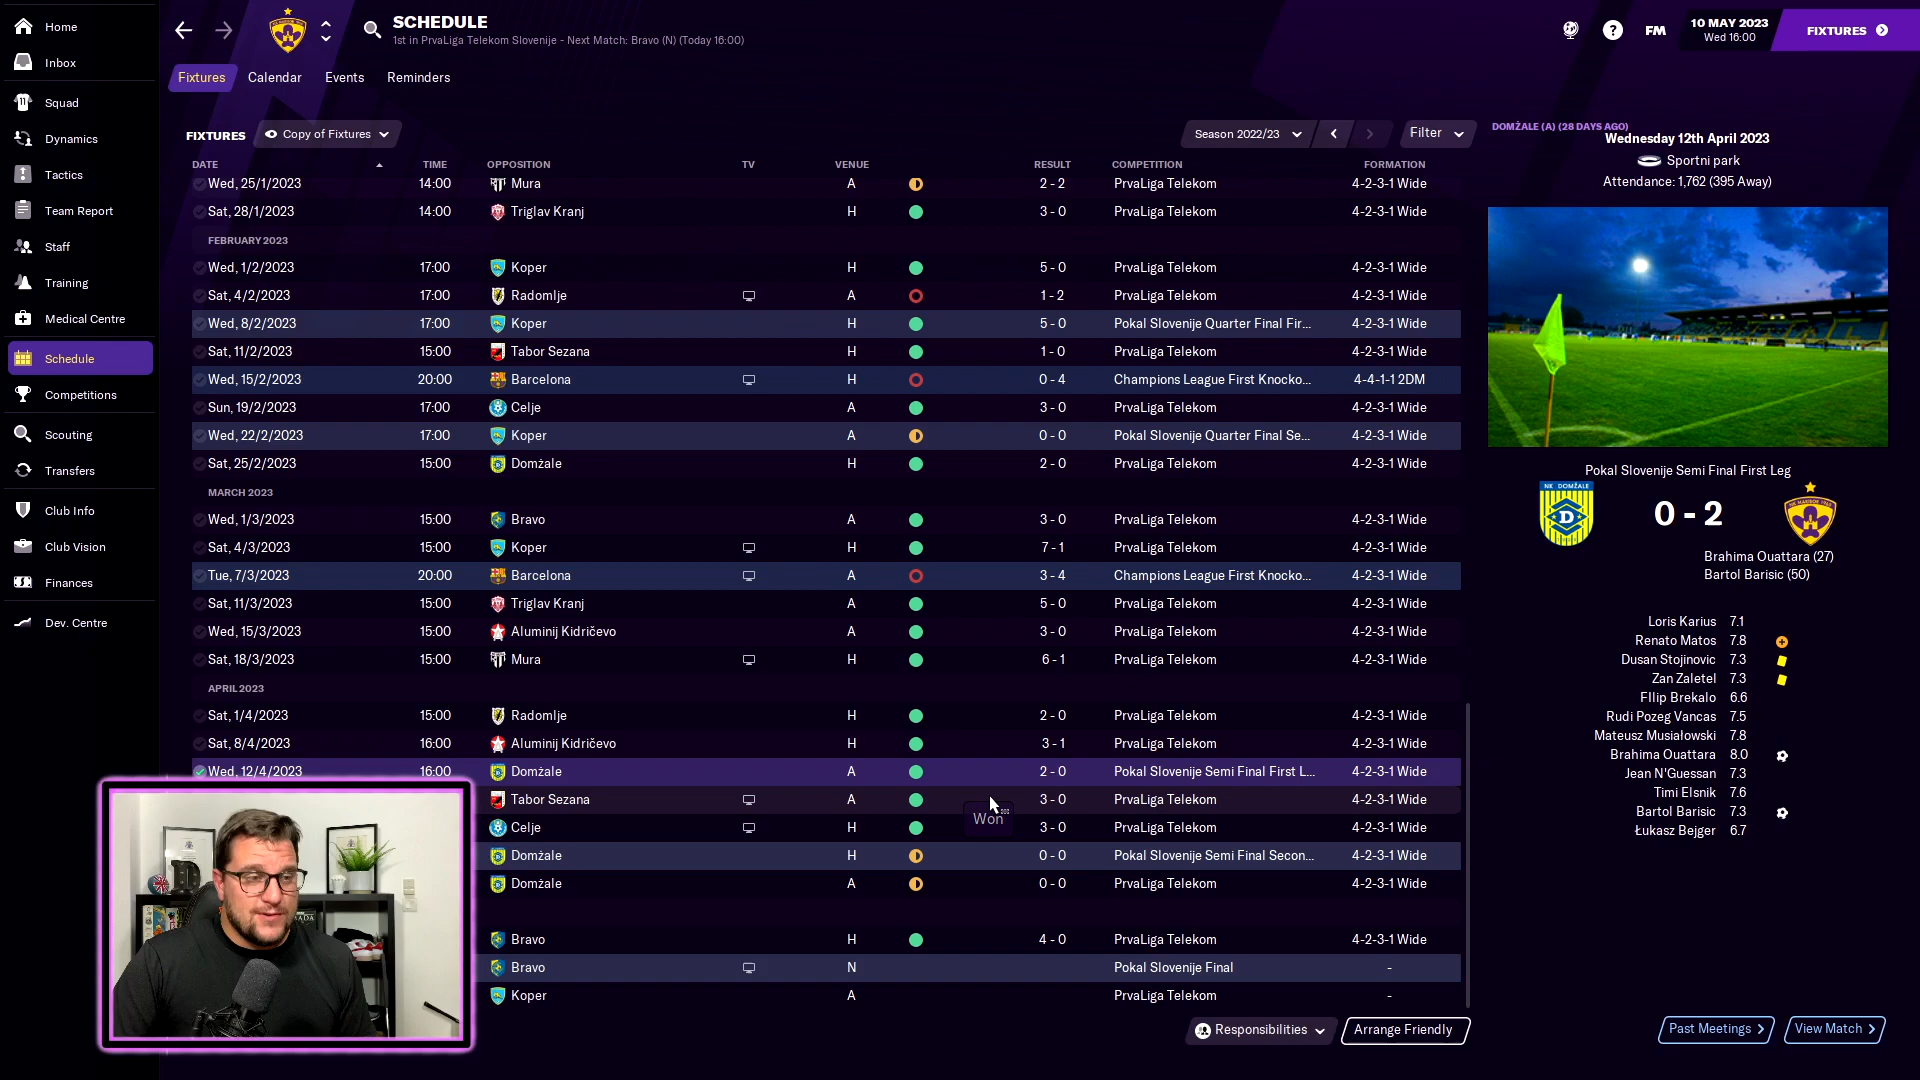 Home
Inbox
Squad
Dynamics
Tactics
Team Report
Staff
Training
Medical Centre
Schedule
Competitions
Scouting
Transfers
Club Info
Club Vision
Finances
Dev. Centre
SCHEDULE
1st in PrvaLiga Telekom Slovenije - Next Match: Bravo (N) (Today 16:00)
FM
10 MAY 2023
Wed 16:00
FIXTURES
Fixtures Calendar Events Reminders
FIXTURES Copy of Fixtures Season 2022/23 Filter
DATE TIME OPPOSITION TV VENUE RESULT COMPETITION FORMATION
Wed, 25/1/2023 14:00 Mura A 2 - 2 PrvaLiga Telekom 4-2-3-1 Wide
Sat, 28/1/2023 14:00 Triglav Kranj H 3 - 0 PrvaLiga Telekom 4-2-3-1 Wide
FEBRUARY 2023
Wed, 1/2/2023 17:00 Koper H 5 - 0 PrvaLiga Telekom 4-2-3-1 Wide
Sat, 4/2/2023 17:00 Radomlje A 1 - 2 PrvaLiga Telekom 4-2-3-1 Wide
Wed, 8/2/2023 17:00 Koper H 5 - 0 Pokal Slovenije Quarter Final Fir... 4-2-3-1 Wide
Sat, 11/2/2023 15:00 Tabor Sezana H 1 - 0 PrvaLiga Telekom 4-2-3-1 Wide
Wed, 15/2/2023 20:00 Barcelona H 0 - 4 Champions League First Knocko... 4-4-1-1 2DM
Sun, 19/2/2023 17:00 Celje A 3 - 0 PrvaLiga Telekom 4-2-3-1 Wide
Wed, 22/2/2023 17:00 Koper A 0 - 0 Pokal Slovenije Quarter Final Se... 4-2-3-1 Wide
Sat, 25/2/2023 15:00 Domžale H 2 - 0 PrvaLiga Telekom 4-2-3-1 Wide
MARCH 2023
Wed, 1/3/2023 15:00 Bravo A 3 - 0 PrvaLiga Telekom 4-2-3-1 Wide
Sat, 4/3/2023 15:00 Koper H 7 - 1 PrvaLiga Telekom 4-2-3-1 Wide
Tue, 7/3/2023 20:00 Barcelona A 3 - 4 Champions League First Knocko... 4-2-3-1 Wide
Sat, 11/3/2023 15:00 Triglav Kranj A 5 - 0 PrvaLiga Telekom 4-2-3-1 Wide
Wed, 15/3/2023 15:00 Aluminij Kidričevo A 3 - 0 PrvaLiga Telekom 4-2-3-1 Wide
Sat, 18/3/2023 15:00 Mura H 6 - 1 PrvaLiga Telekom 4-2-3-1 Wide
APRIL 2023
Sat, 1/4/2023 15:00 Radomlje H 2 - 0 PrvaLiga Telekom 4-2-3-1 Wide
Sat, 8/4/2023 16:00 Aluminij Kidričevo H 3 - 1 PrvaLiga Telekom 4-2-3-1 Wide
Wed, 12/4/2023 16:00 Domžale A 2 - 0 Pokal Slovenije Semi Final First L... 4-2-3-1 Wide
Tabor Sezana A 3 - 0 PrvaLiga Telekom 4-2-3-1 Wide
Won
Celje H 3 - 0 PrvaLiga Telekom 4-2-3-1 Wide
Domžale H 0 - 0 Pokal Slovenije Semi Final Secon... 4-2-3-1 Wide
Domžale A 0 - 0 PrvaLiga Telekom 4-2-3-1 Wide
Bravo H 4 - 0 PrvaLiga Telekom 4-2-3-1 Wide
Bravo N Pokal Slovenije Final -
Koper A PrvaLiga Telekom -
Responsibilities Arrange Friendly
DOMŽALE (A) (28 DAYS AGO)
Wednesday 12th April 2023
Sportni park
Attendance: 1,762 (395 Away)
Pokal Slovenije Semi Final First Leg
NK DOMŽALE
D
0 - 2
Brahima Ouattara (27)
Bartol Barisic (50)
Loris Karius 7.1
Renato Matos 7.8
Dusan Stojinovic 7.3
Zan Zaletel 7.3
FIlip Brekalo 6.6
Rudi Pozeg Vancas 7.5
Mateusz Musiałowski 7.8
Brahima Ouattara 8.0
Jean N'Guessan 7.3
Timi Elsnik 7.6
Bartol Barisic 7.3
Łukasz Bejger 6.7
Past Meetings View Match